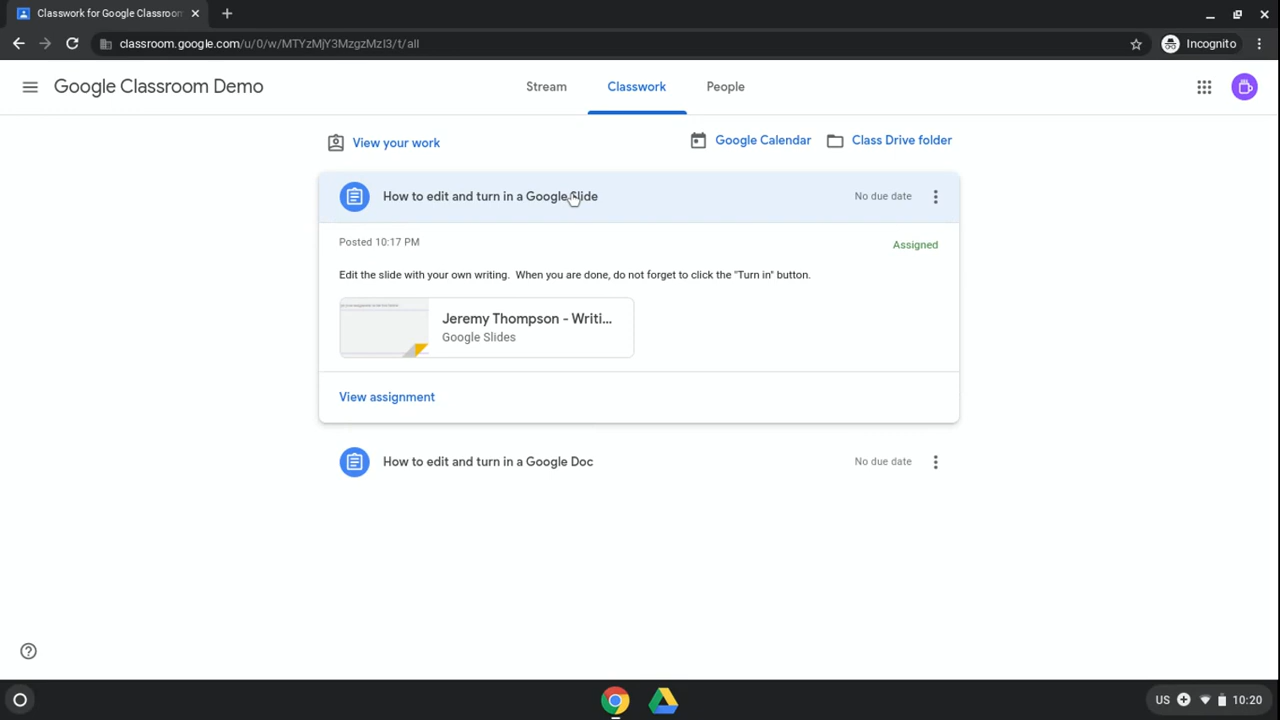 Classwork for Google Classroom
classroom.google.com/u/0/w/MTYzMjY3MzgzMzI3/t/all
Incognito
Google Classroom Demo
Stream
Classwork
People
View your work
Google Calendar
Class Drive folder
How to edit and turn in a Google Slide
No due date
Posted 10:17 PM
Assigned
Edit the slide with your own writing. When you are done, do not forget to click the "Turn in" button.
Jeremy Thompson - Writi...
Google Slides
View assignment
How to edit and turn in a Google Doc
No due date
US
10:20